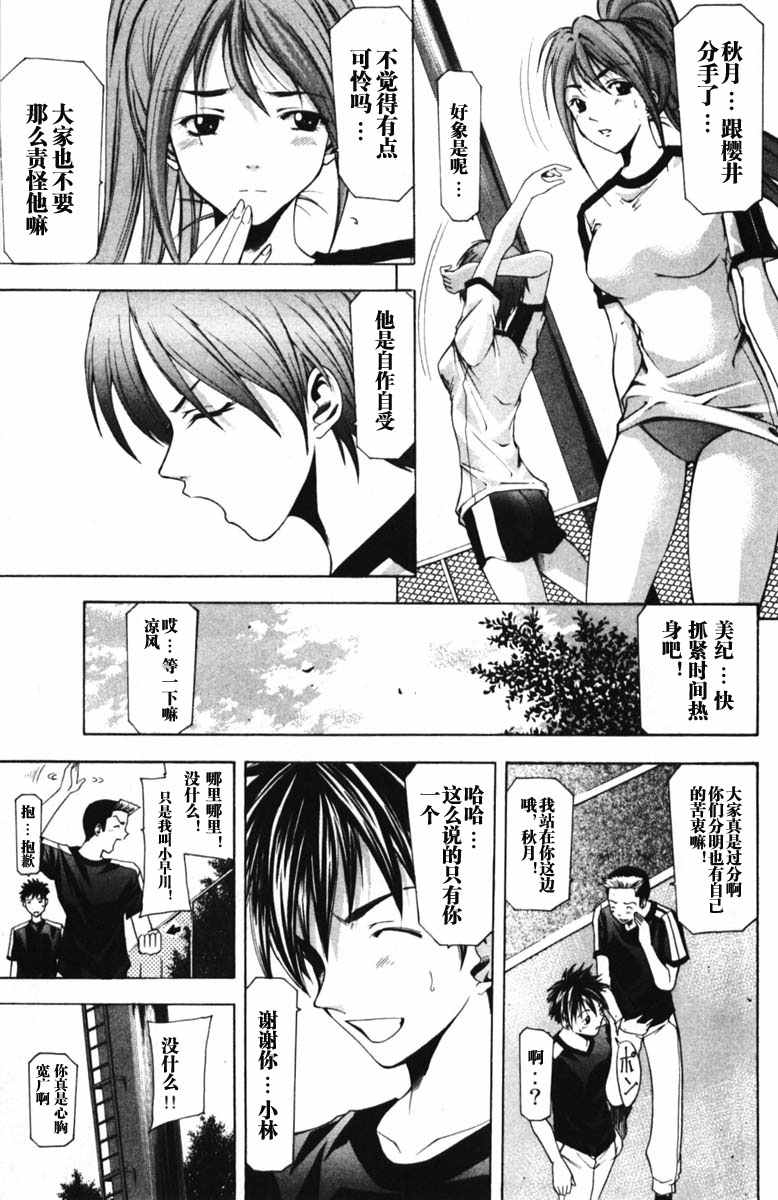 秋月…跟樱井
分手了…
好象是呢…
不觉得有点
可怜吗…
大家也不要
那么责怪他嘛
他是自作自受
美纪…快
抓紧时间热
身吧！
哎…等一下嘛
凉风
大家真是过分啊
你们分明也有自己
的苦衷嘛！
我站在你这边
哦，秋月！
ポン
啊…？
哈哈…
这么说的只有你
一个
谢谢你…小林
哪里哪里！
没什么！
只是我叫小早川！
抱…抱歉
没什么!!
你真是心胸
宽广啊